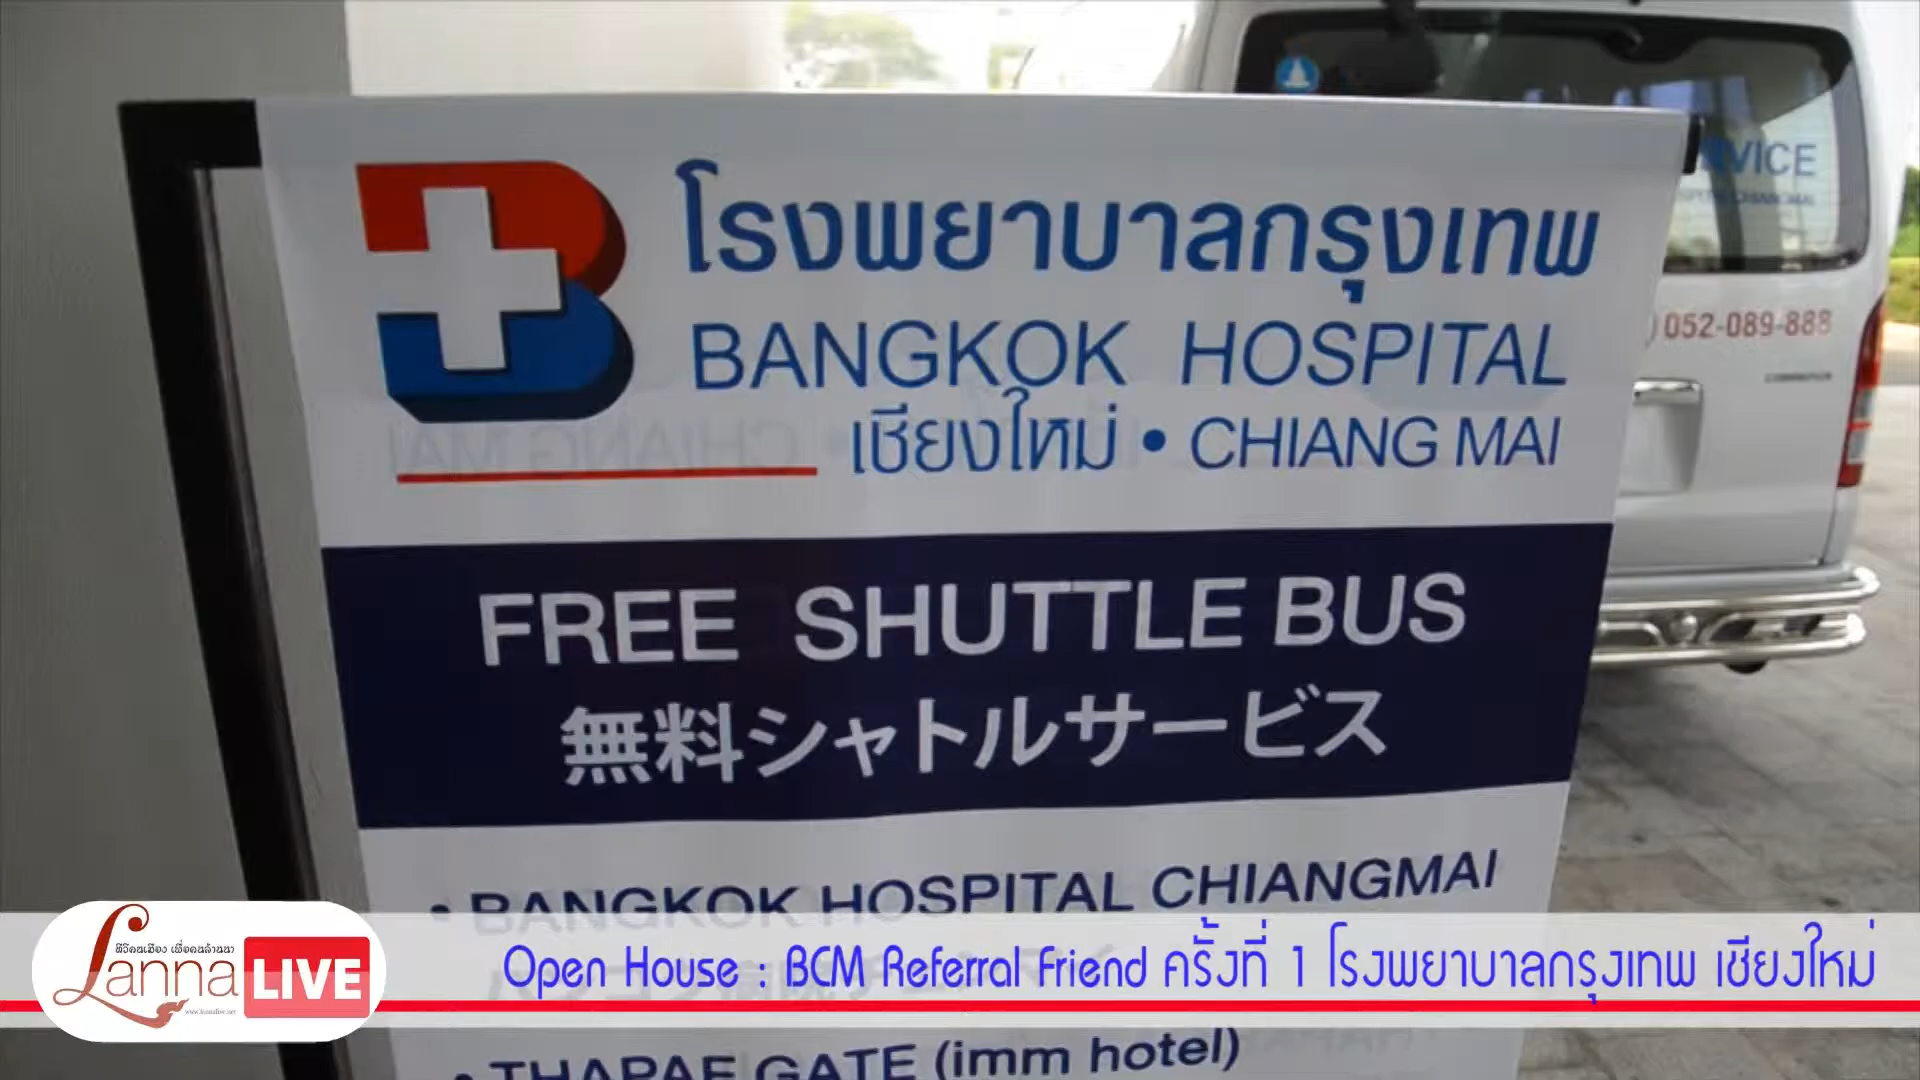 โรงพยาบาลกรุงเทพ
BANGKOK HOSPITAL
เชียงใหม่ • CHIANG MAI
FREE SHUTTLE BUS
無料シャトルサービス
• BANGKOK HOSPITAL CHIANGMAI
• THAPAE GATE (imm hotel)
052-089-888
Lanna LIVE
Open House : BCM Referral Friend ครั้งที่ 1 โรงพยาบาลกรุงเทพ เชียงใหม่